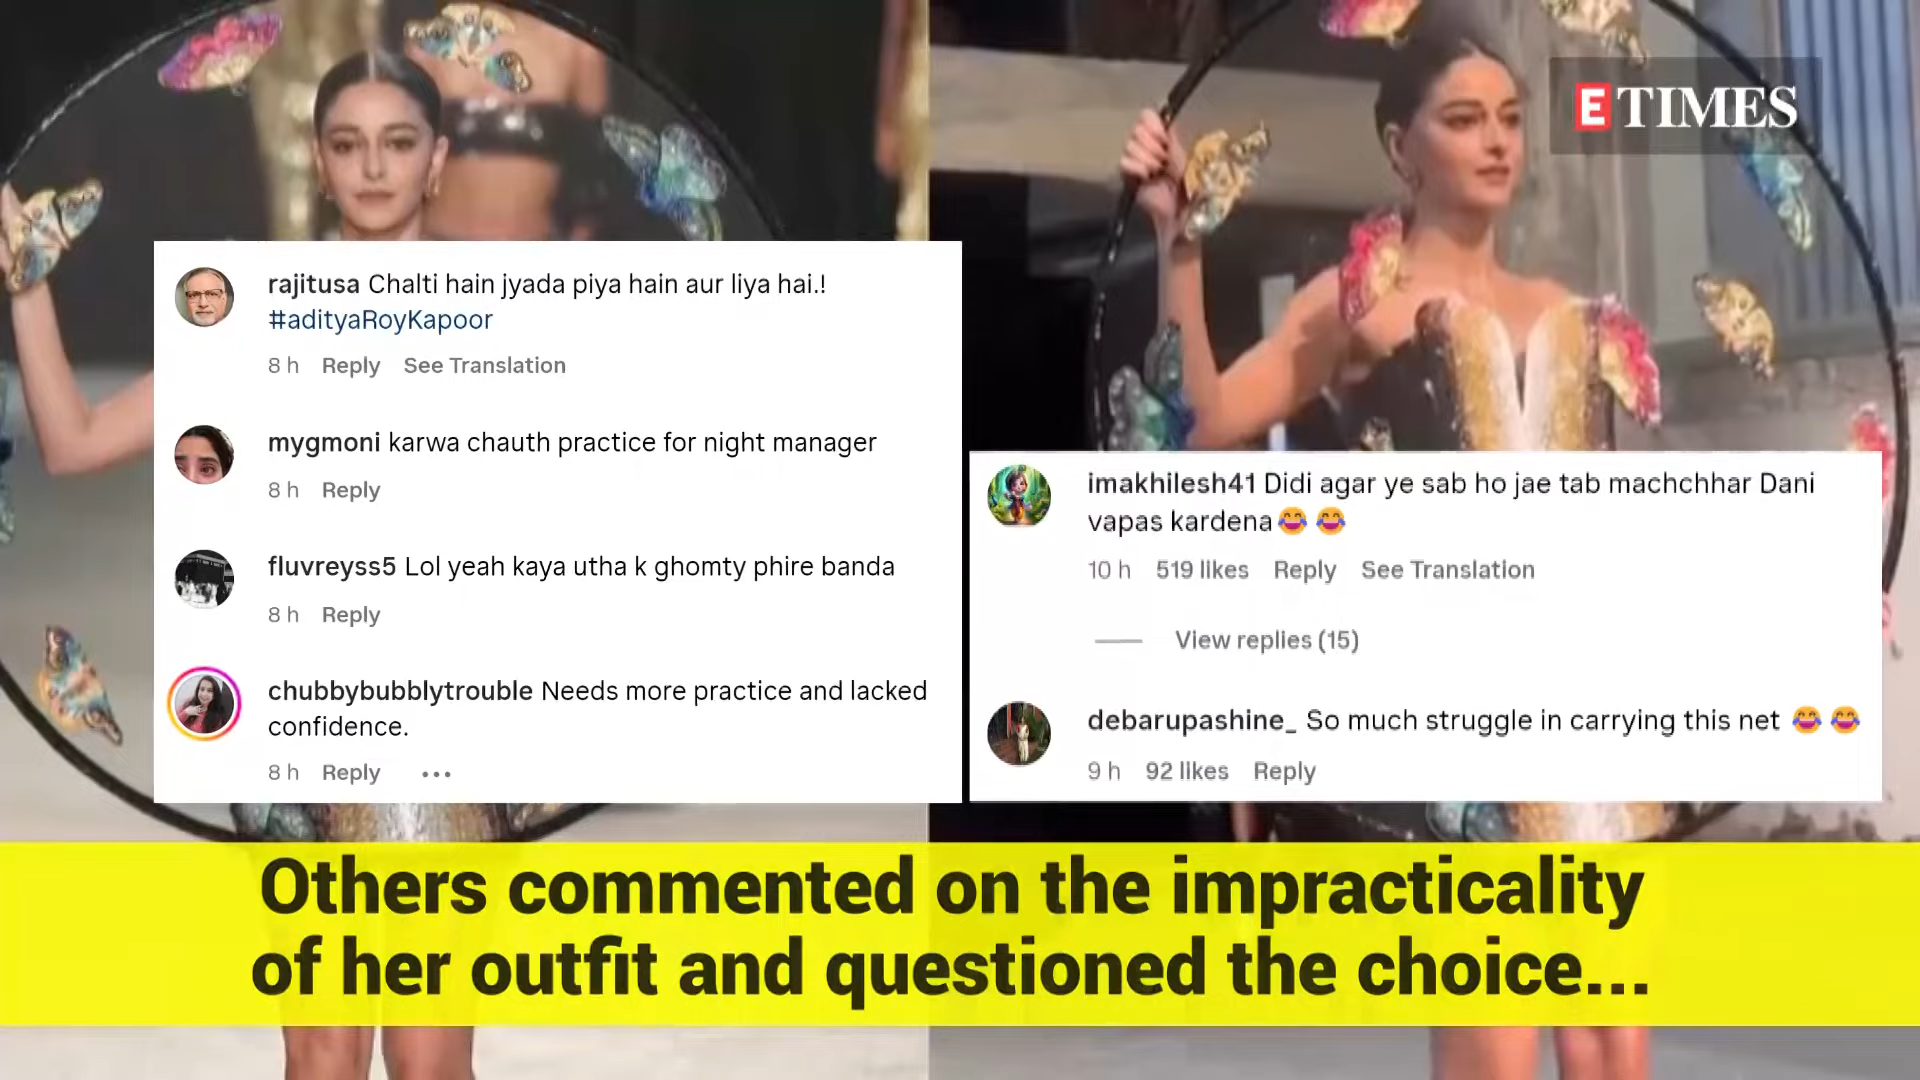 ETIMES
rajitusa Chalti hain jyada piya hain aur liya hai.!
#adityaRoyKapoor
8 h Reply See Translation
mygmoni karwa chauth practice for night manager
8 h Reply
fluvreyss5 Lol yeah kaya utha k ghomty phire banda
8 h Reply
chubbybubblytrouble Needs more practice and lacked
confidence.
8 h Reply ...
imakhilesh41 Didi agar ye sab ho jae tab machchhar Dani
vapas kardena😂 😂
10 h 519 likes Reply See Translation
View replies (15)
debarupashine_ So much struggle in carrying this net 😂 😂
9 h 92 likes Reply
Others commented on the impracticality
of her outfit and questioned the choice...